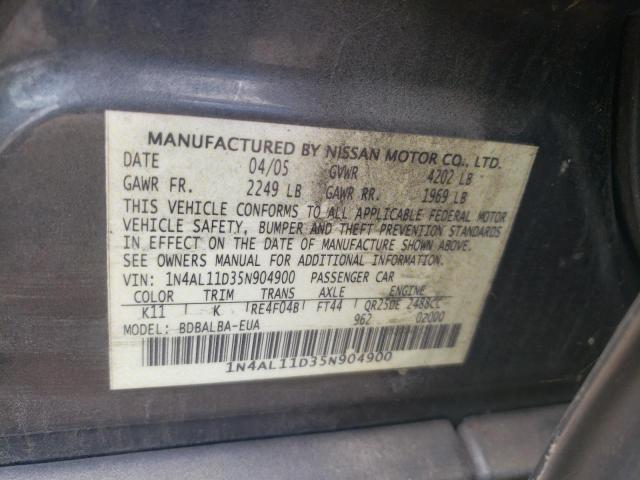 MANUFACTURED BY NISSAN MOTOR CO., LTD.
DATE 04/05 GVWR 4202 LB
GAWR FR. 2249 LB GAWR RR. 1969 LB
THIS VEHICLE CONFORMS TO ALL APPLICABLE FEDERAL MOTOR
VEHICLE SAFETY, BUMPER AND THEFT PREVENTION STANDARDS
IN EFFECT ON THE DATE OF MANUFACTURE SHOWN ABOVE.
SEE OWNERS MANUAL FOR ADDITIONAL INFORMATION.
VIN: 1N4AL11D35N904900 PASSENGER CAR
COLOR TRIM TRANS AXLE ENGINE
K11 K RE4F04B FT44 QR25DE 2488CC
MODEL: BDBALBA-EUA 962 02000
1N4AL11D35N904900